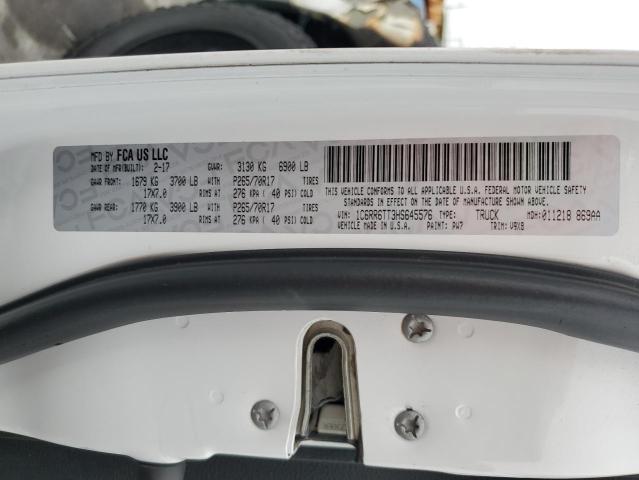 MFD BY FCA US LLC
DATE OF MFR(BUILT): 2-17 GVWR: 3130 KG 6900 LB
GAWR FRONT: 1679 KG 3700 LB WITH P265/70R17 TIRES
17X7.0 RIMS AT 276 KPA ( 40 PSI) COLD
GAWR REAR: 1770 KG 3900 LB WITH P265/70R17 TIRES
17X7.0 RIMS AT 276 KPA ( 40 PSI) COLD
THIS VEHICLE CONFORMS TO ALL APPLICABLE U.S.A. FEDERAL MOTOR VEHICLE SAFETY
STANDARDS IN EFFECT ON THE DATE OF MANUFACTURE SHOWN ABOVE.
VIN: 1C6RR6TT3HS645576 TYPE: TRUCK MDH: 011218 869AA
VEHICLE MADE IN U.S.A. PAINT: PW7 TRIM: V9X8